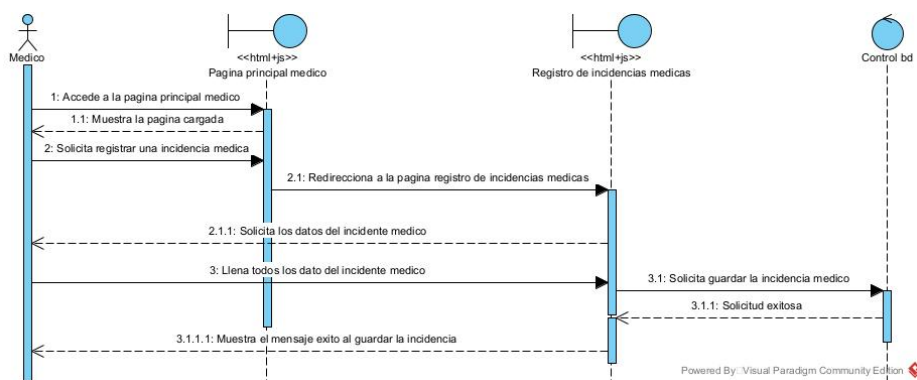 Medico
<<html+js>>
Pagina principal medico
<<html+js>>
Registro de incidencias medicas
Control bd
1: Accede a la pagina principal medico
1.1: Muestra la pagina cargada
2: Solicita registrar una incidencia medica
2.1: Redirecciona a la pagina registro de incidencias medicas
2.1.1: Solicita los datos del incidente medico
3: Llena todos los dato del incidente medico
3.1: Solicita guardar la incidencia medico
3.1.1: Solicitud exitosa
3.1.1.1: Muestra el mensaje exito al guardar la incidencia
Powered By Visual Paradigm Community Edition